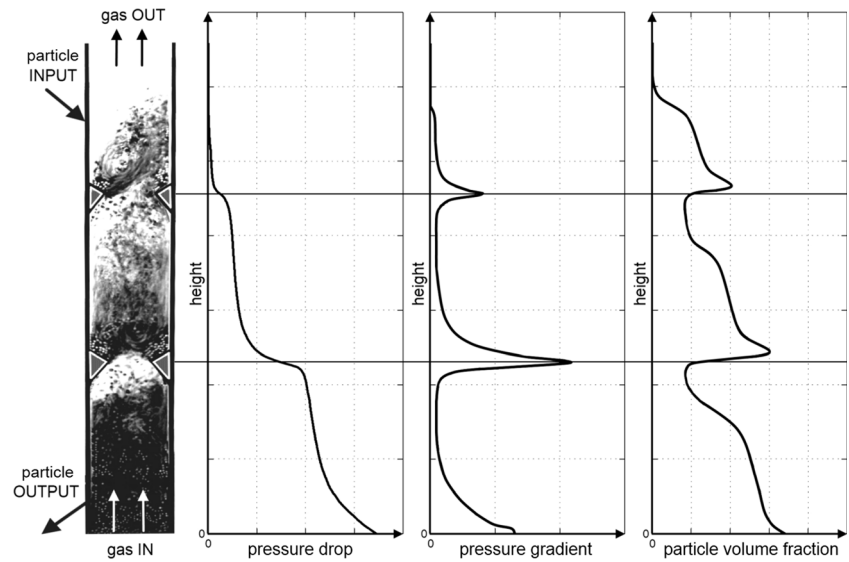 gas OUT
particle
INPUT
particle
OUTPUT
gas IN
height
0
0
pressure drop
height
0
0
pressure gradient
height
0
0
particle volume fraction